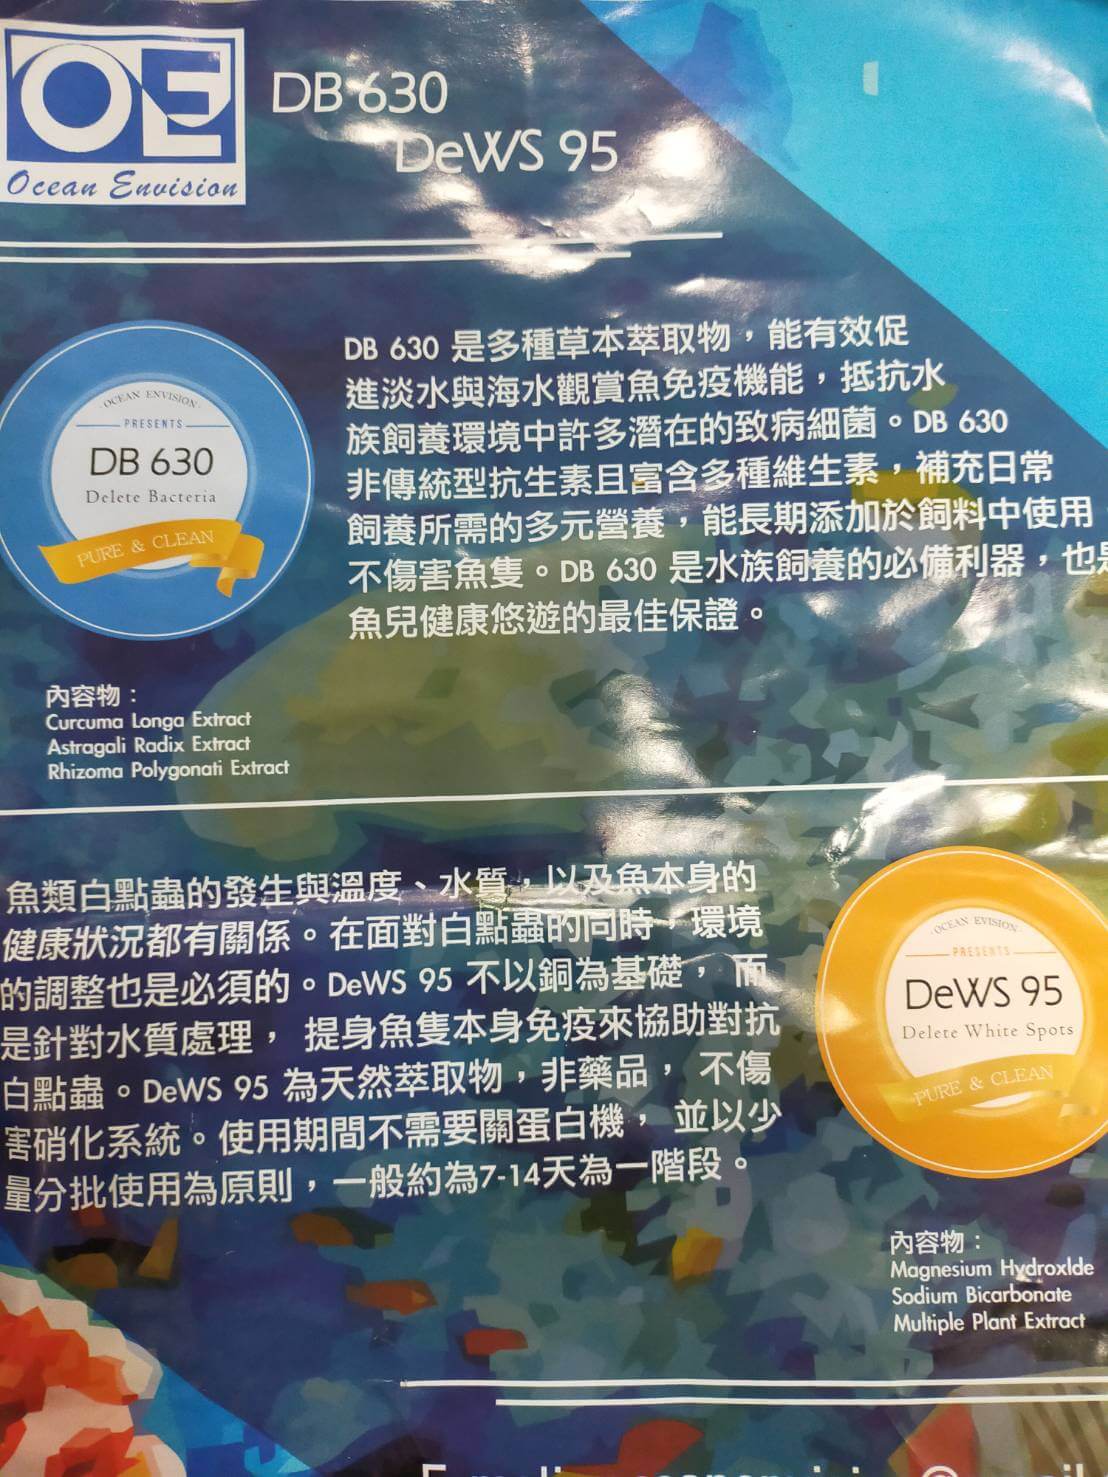 OE
Ocean Envision
DB 630
DeWS 95
OCEAN ENVISION
PRESENTS
DB 630
Delete Bacteria
PURE & CLEAN
DB 630 是多種草本萃取物，能有效促
進淡水與海水觀賞魚免疫機能，抵抗水
族飼養環境中許多潛在的致病細菌。DB 630
非傳統型抗生素且富含多種維生素，補充日常
飼養所需的多元營養，能長期添加於飼料中使用
不傷害魚隻。DB 630 是水族飼養的必備利器，也是
魚兒健康悠遊的最佳保證。
內容物：
Curcuma Longa Extract
Astragali Radix Extract
Rhizoma Polygonati Extract
魚類白點蟲的發生與溫度、水質，以及魚本身的
健康狀況都有關係。在面對白點蟲的同時，環境
的調整也是必須的。DeWS 95 不以銅為基礎，而
是針對水質處理，提身魚隻本身免疫來協助對抗
白點蟲。DeWS 95 為天然萃取物，非藥品，不傷
害硝化系統。使用期間不需要關蛋白機，並以少
量分批使用為原則，一般約為7-14天為一階段。
OCEAN EVISION
PRESENTS
DeWS 95
Delete White Spots
PURE & CLEAN
內容物：
Magnesium Hydroxlde
Sodium Bicarbonate
Multiple Plant Extract